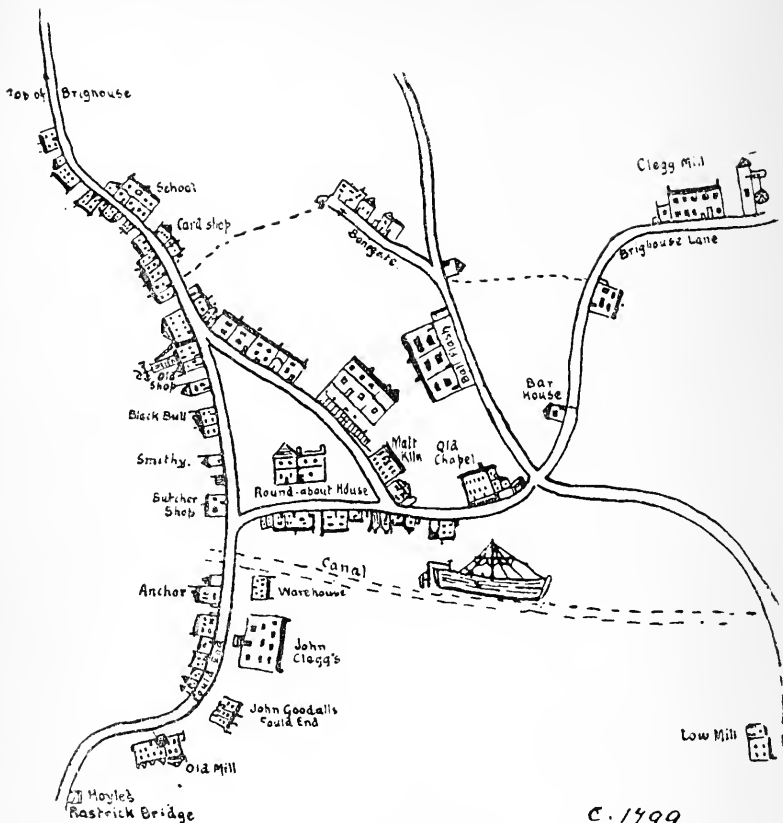 Top of Brighouse
School
Card shop
Clegg Mill
Brighouse Lane
Bonegate.
Ball Flash
Old
Shop
Bar
House
Black Bull
Malt
Kiln
Old
Chapel
Smithy.
Round-about House
Butcher
Shop
Canal
Anchor
Warehouse
John
Clegg's
John Goodalls
Fould End
Low Mill
Old Mill
Hoyles
Rastrick Bridge
C. 1799